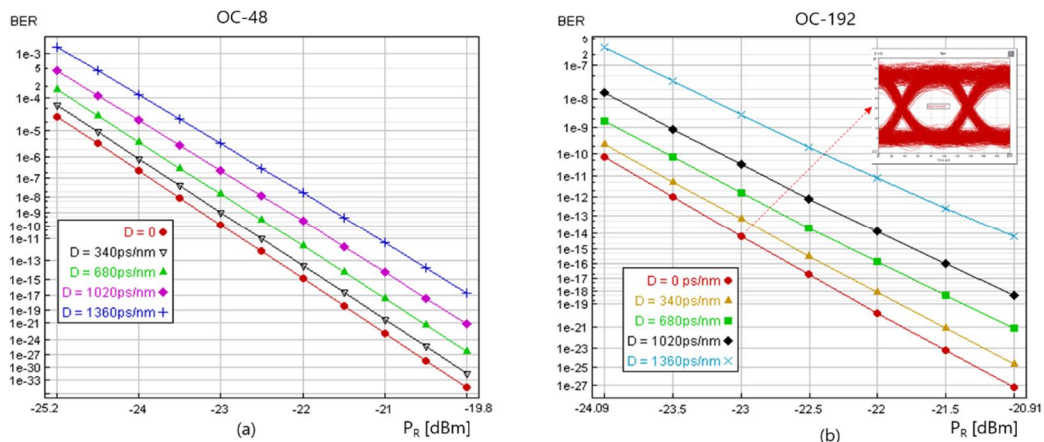 OC-48
BER
1e-3
5
2
1e-4
1e-5
1e-6
1e-7
1e-8
1e-9
1e-10
1e-11
1e-13
1e-15
1e-17
1e-19
1e-21
1e-24
1e-27
1e-30
1e-33
D = 0
D = 340ps/nm
D = 680ps/nm
D = 1020ps/nm
D = 1360ps/nm
-25.2
-24
-23
-22
-21
-19.8
(a)
PR [dBm]
OC-192
BER
5
2
1e-7
1e-8
1e-9
1e-10
1e-11
1e-13
1e-14
1e-15
1e-16
1e-17
1e-18
1e-21
1e-23
1e-25
1e-27
D = 0 ps/nm
D = 340ps/nm
D = 680ps/nm
D = 1020ps/nm
D = 1360ps/nm
-24.09
-23.5
-23
-22.5
-22
-21.5
-20.91
(b)
PR [dBm]